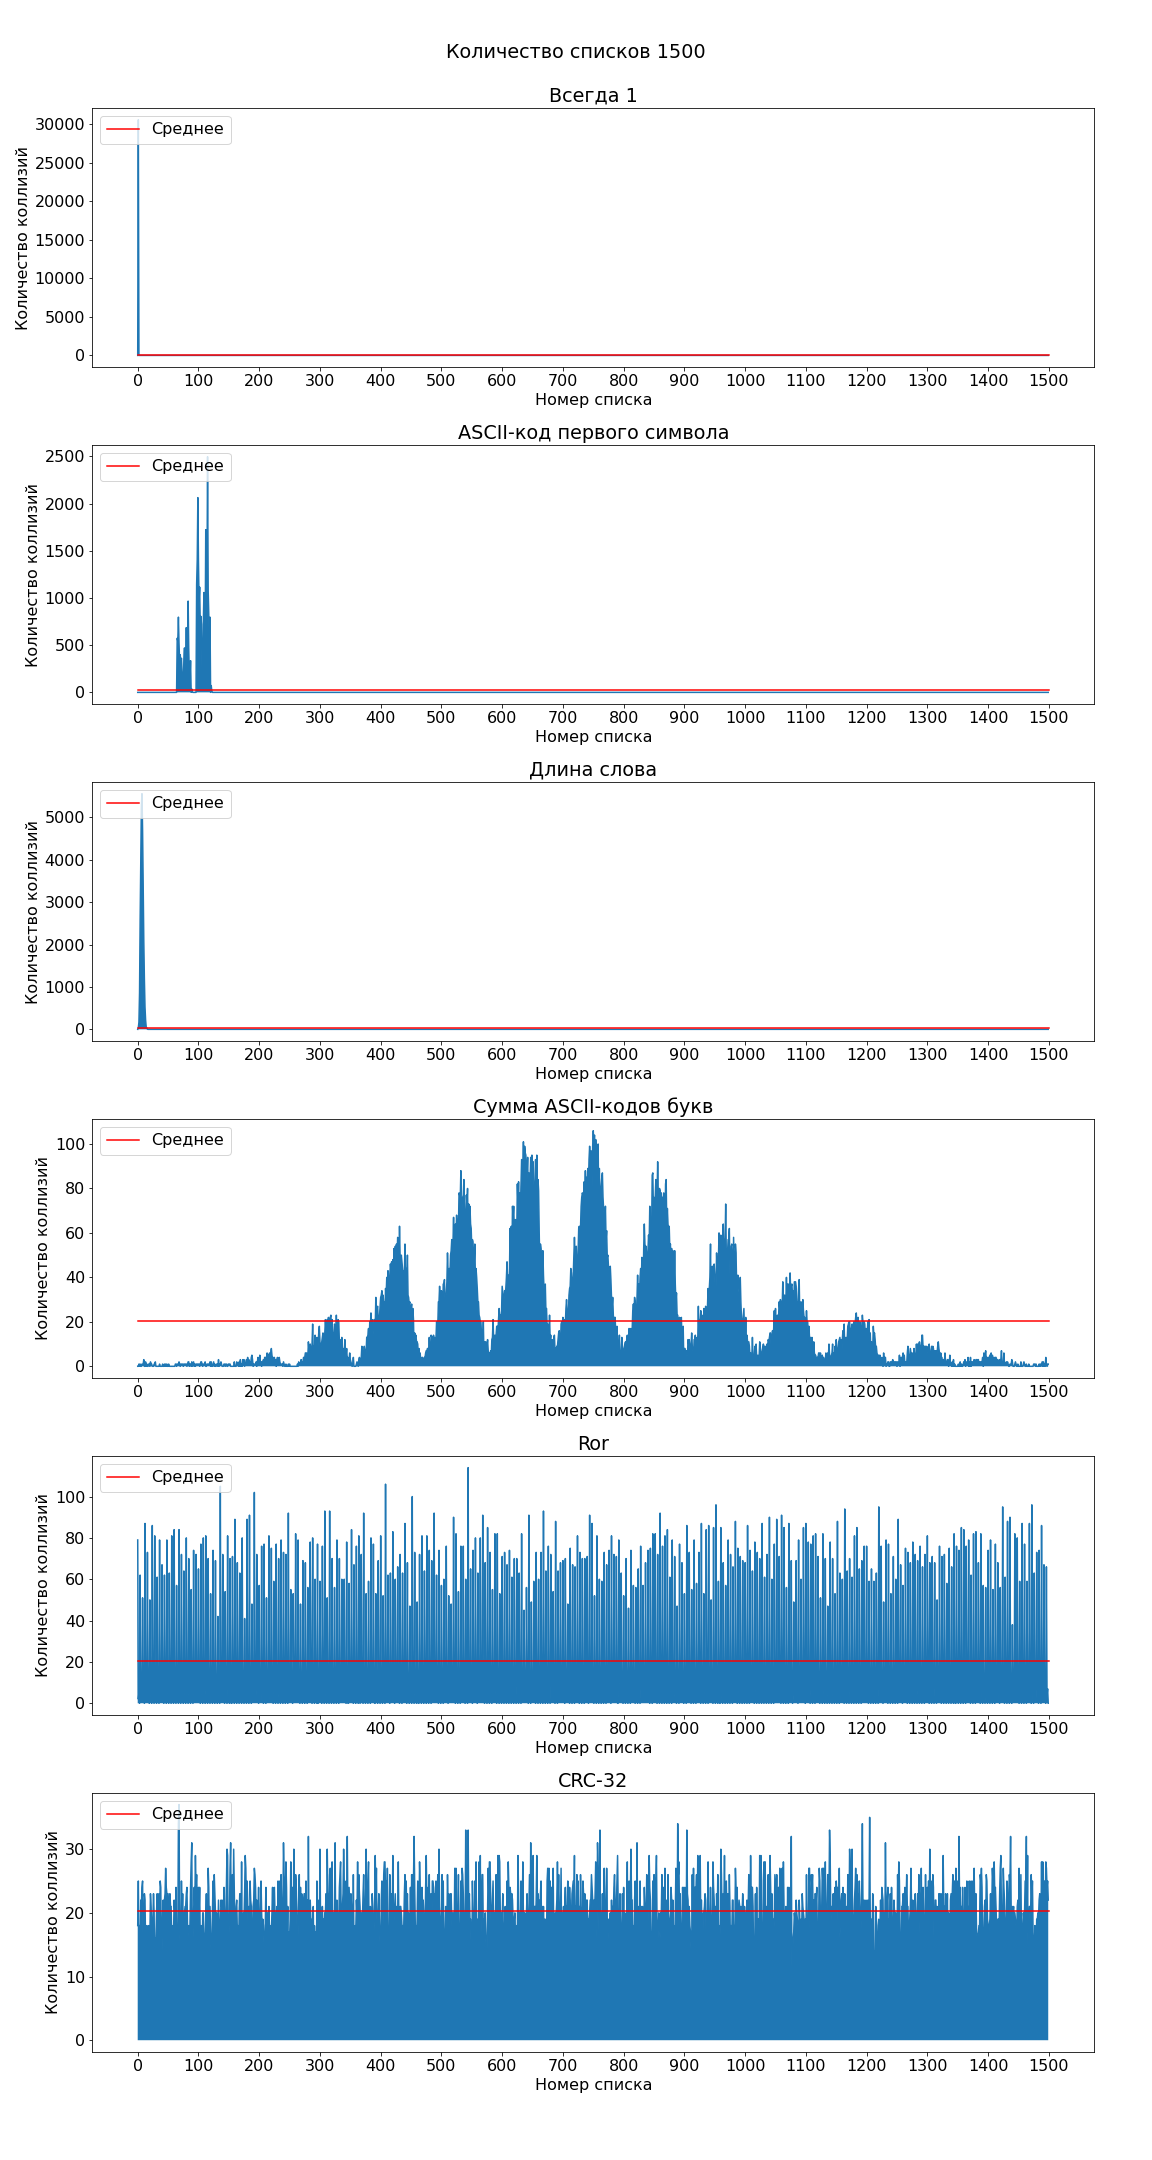 Количество списков 1500
Всегда 1
Среднее
Количество коллизий
30000
25000
20000
15000
10000
5000
0
0 100 200 300 400 500 600 700 800 900 1000 1100 1200 1300 1400 1500
Номер списка
ASCII-код первого символа
Среднее
Количество коллизий
2500
2000
1500
1000
500
0
0 100 200 300 400 500 600 700 800 900 1000 1100 1200 1300 1400 1500
Номер списка
Длина слова
Среднее
Количество коллизий
5000
4000
3000
2000
1000
0
0 100 200 300 400 500 600 700 800 900 1000 1100 1200 1300 1400 1500
Номер списка
Сумма ASCII-кодов букв
Среднее
Количество коллизий
100
80
60
40
20
0
0 100 200 300 400 500 600 700 800 900 1000 1100 1200 1300 1400 1500
Номер списка
Ror
Среднее
Количество коллизий
100
80
60
40
20
0
0 100 200 300 400 500 600 700 800 900 1000 1100 1200 1300 1400 1500
Номер списка
CRC-32
Среднее
Количество коллизий
30
20
10
0
0 100 200 300 400 500 600 700 800 900 1000 1100 1200 1300 1400 1500
Номер списка